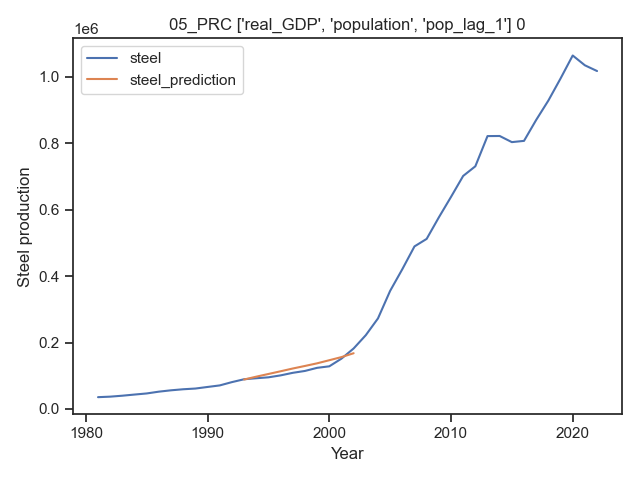 05_PRC ['real_GDP', 'population', 'pop_lag_1'] 0
1e6
steel
steel_prediction
1.0
0.8
0.6
0.4
0.2
0.0
Steel production
1980
1990
2000
2010
2020
Year